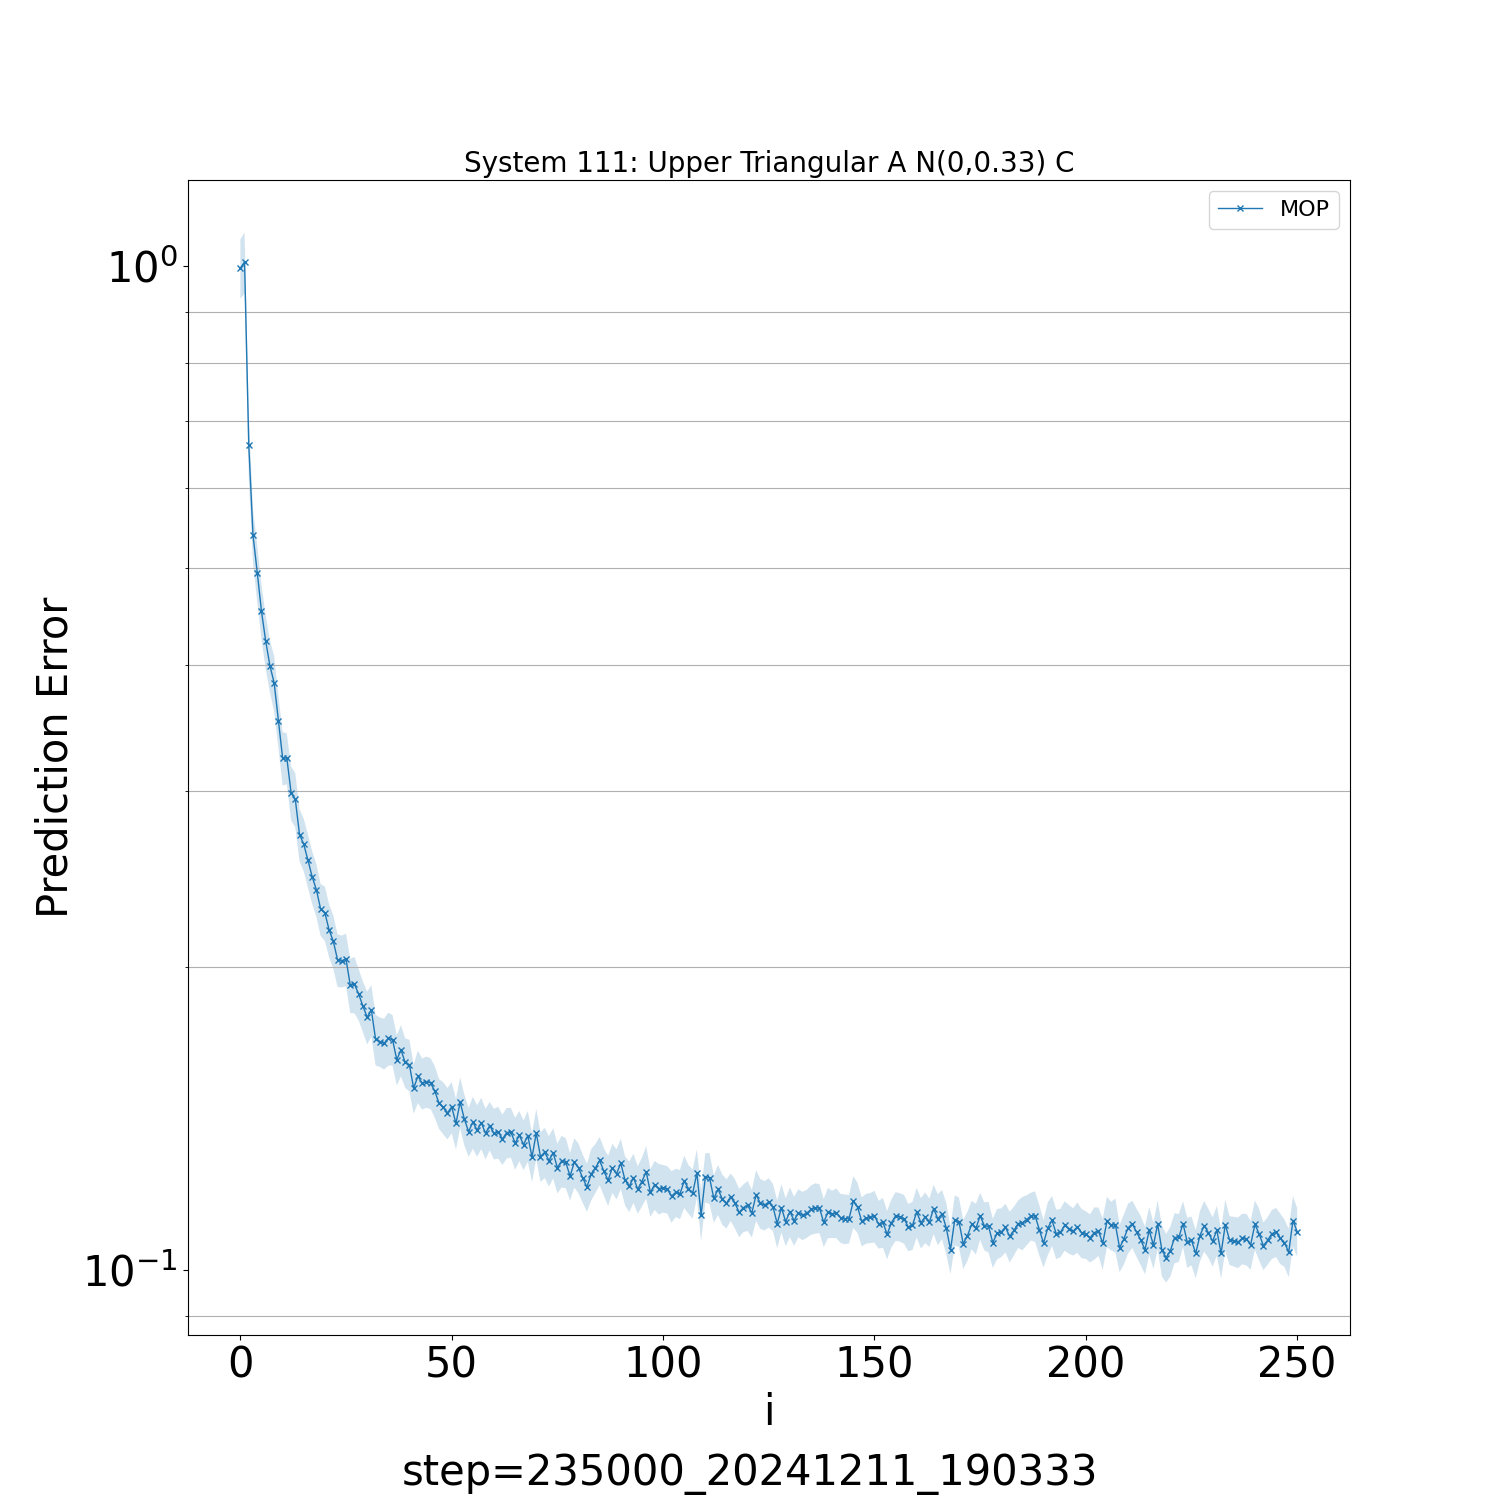 System 111: Upper Triangular A N(0,0.33) C
MOP
10⁰
10⁻¹
Prediction Error
0 50 100 150 200 250
i
step=235000_20241211_190333